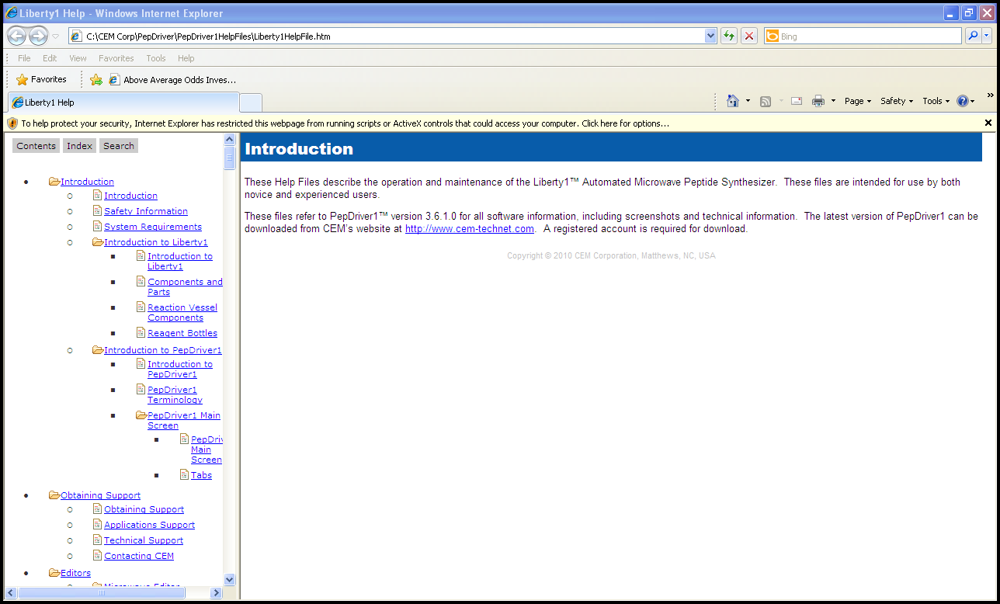 Liberty1 Help - Windows Internet Explorer
C:\CEM Corp\PepDriver\PepDriver1HelpFiles\Liberty1HelpFile.htm
Bing
File Edit View Favorites Tools Help
Favorites Above Average Odds Inves...
Liberty1 Help
Page Safety Tools
To help protect your security, Internet Explorer has restricted this webpage from running scripts or ActiveX controls that could access your computer. Click here for options...
Contents Index Search
Introduction
Introduction
Safety Information
System Requirements
Introduction to Liberty1
Introduction to
Liberty1
Components and
Parts
Reaction Vessel
Components
Reagent Bottles
Introduction to PepDriver1
Introduction to
PepDriver1
PepDriver1
Terminology
PepDriver1 Main
Screen
PepDriv
Main
Screen
Tabs
Obtaining Support
Obtaining Support
Applications Support
Technical Support
Contacting CEM
Editors
Microwave Editor
Introduction
These Help Files describe the operation and maintenance of the Liberty1™ Automated Microwave Peptide Synthesizer. These files are intended for use by both
novice and experienced users.
These files refer to PepDriver1™ version 3.6.1.0 for all software information, including screenshots and technical information. The latest version of PepDriver1 can be
downloaded from CEM's website at http://www.cem-technet.com. A registered account is required for download.
Copyright © 2010 CEM Corporation, Matthews, NC, USA